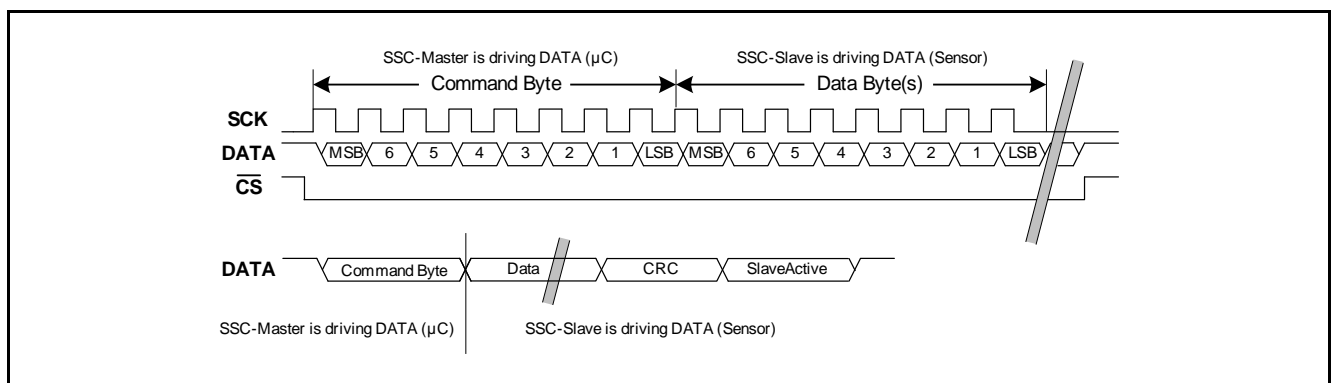 SSC-Master is driving DATA (µC) SSC-Slave is driving DATA (Sensor)
Command Byte Data Byte(s)
SCK
DATA MSB 6 5 4 3 2 1 LSB MSB 6 5 4 3 2 1 LSB
CS
DATA Command Byte Data CRC SlaveActive
SSC-Master is driving DATA (µC) SSC-Slave is driving DATA (Sensor)